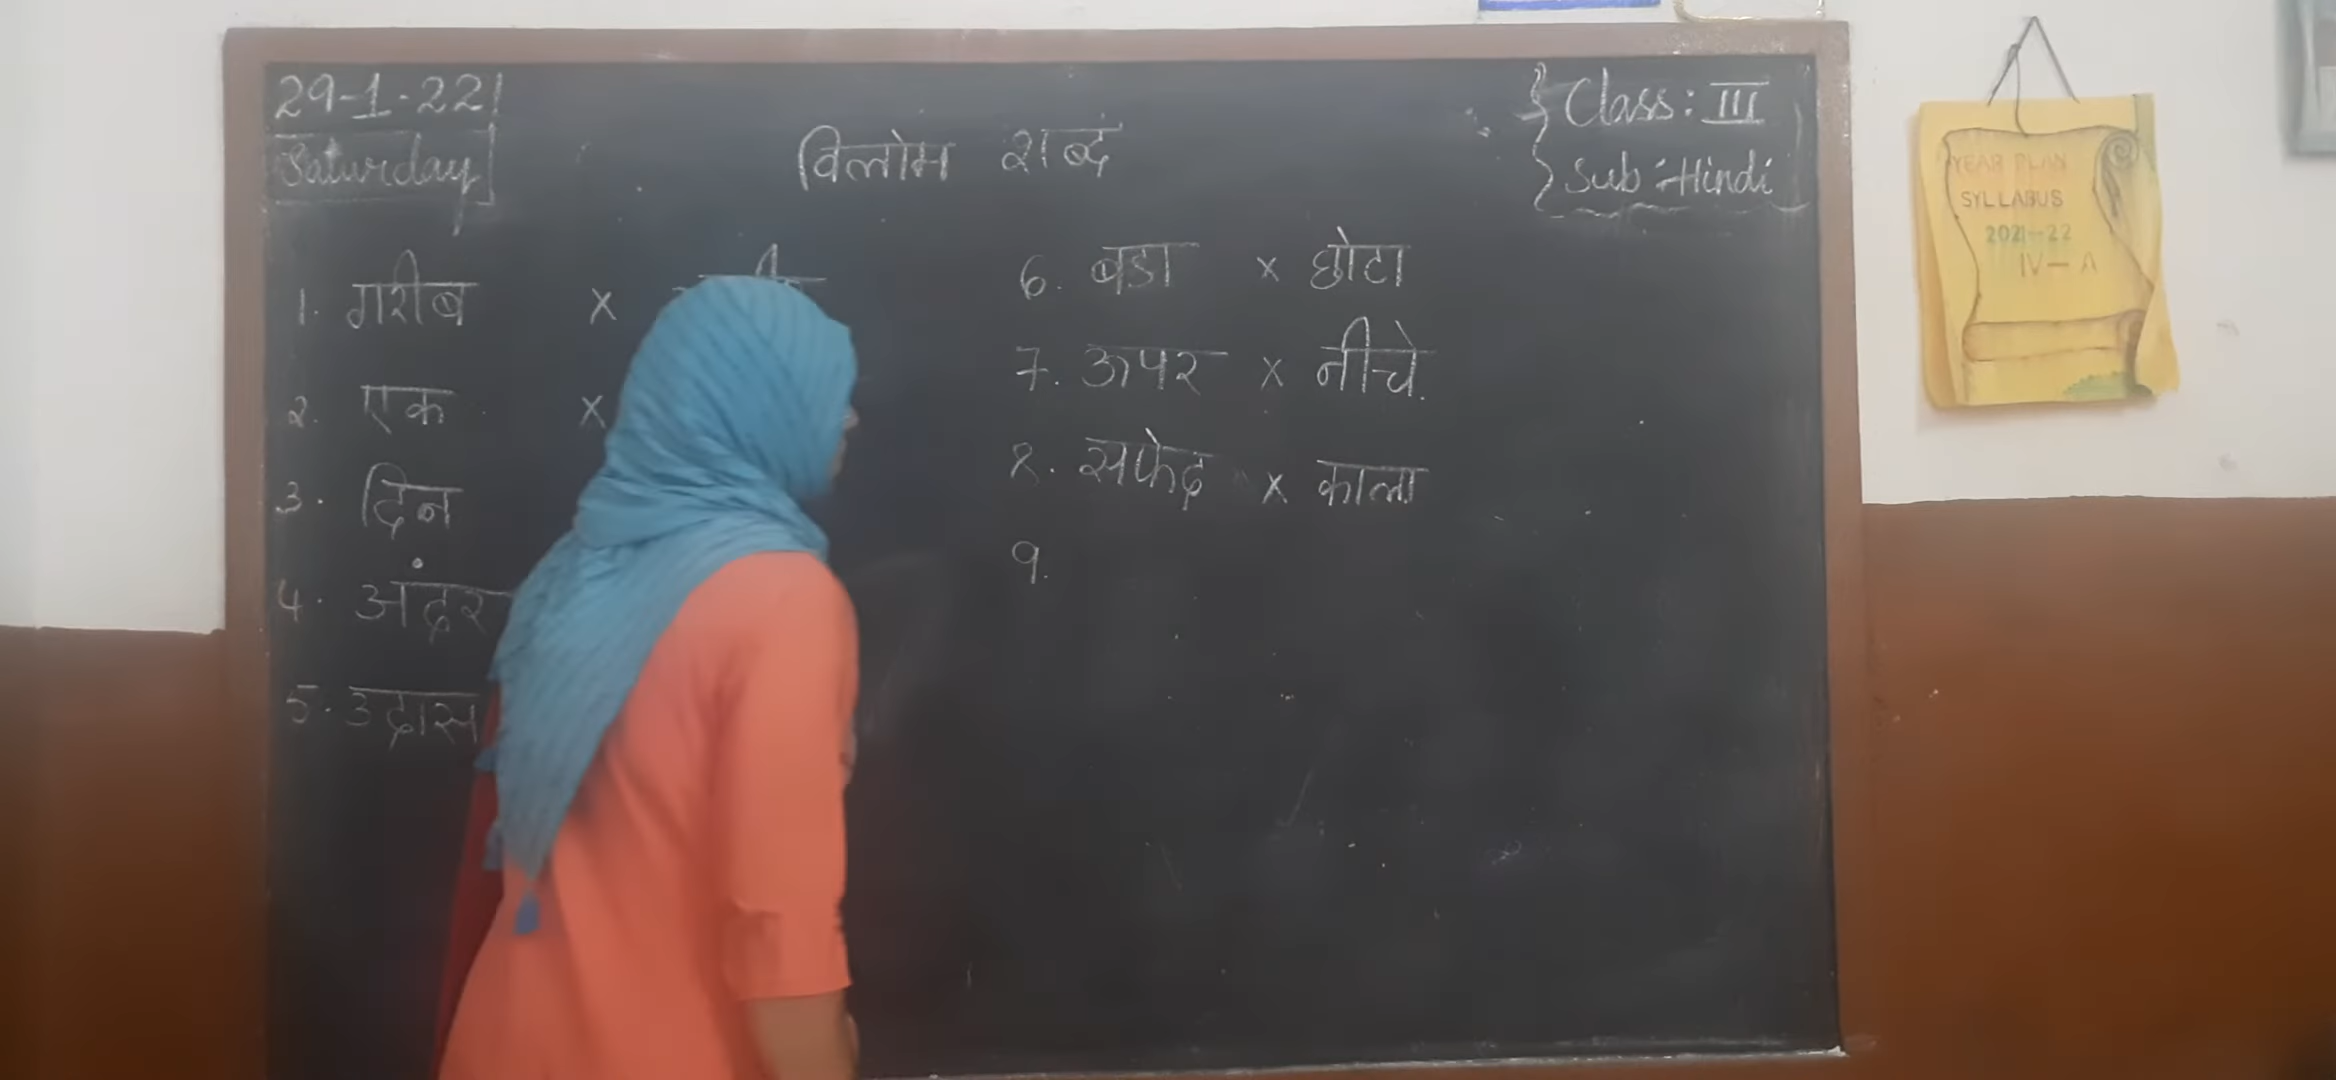 29-1-22
Saturday
Class: III
Sub: Hindi
विलोम शब्द
1. गरीब x
2. एक x
3. दिन
4. अंदर
5. उदास
6. बडा x छोटा
7. ऊपर x नीचे
8. सफेद x काला
9.
YEAR PLAN
SYLLABUS
2021-22
IV - A